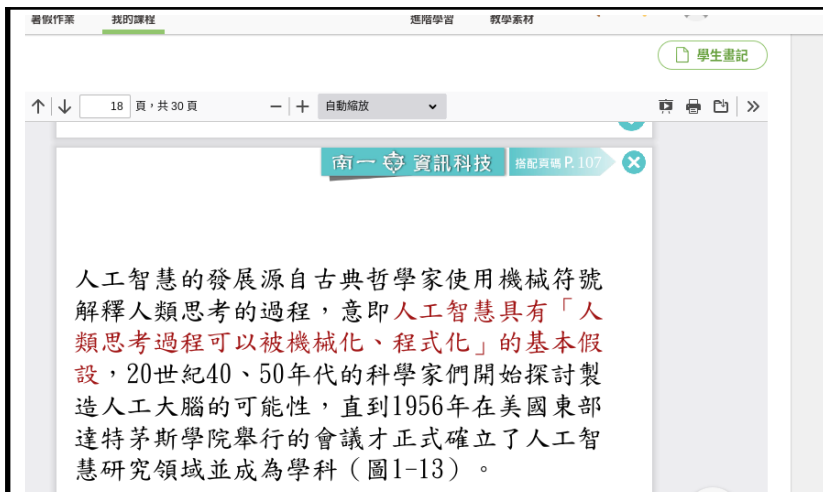 暑假作業 我的課程 進階學習 教學素材
學生畫記
18 頁，共 30 頁 自動縮放
南一 資訊科技 搭配頁碼 P.107
人工智慧的發展源自古典哲學家使用機械符號
解釋人類思考的過程，意即人工智慧具有「人
類思考過程可以被機械化、程式化」的基本假
設，20世紀40、50年代的科學家們開始探討製
造人工大腦的可能性，直到1956年在美國東部
達特茅斯學院舉行的會議才正式確立了人工智
慧研究領域並成為學科（圖1-13）。